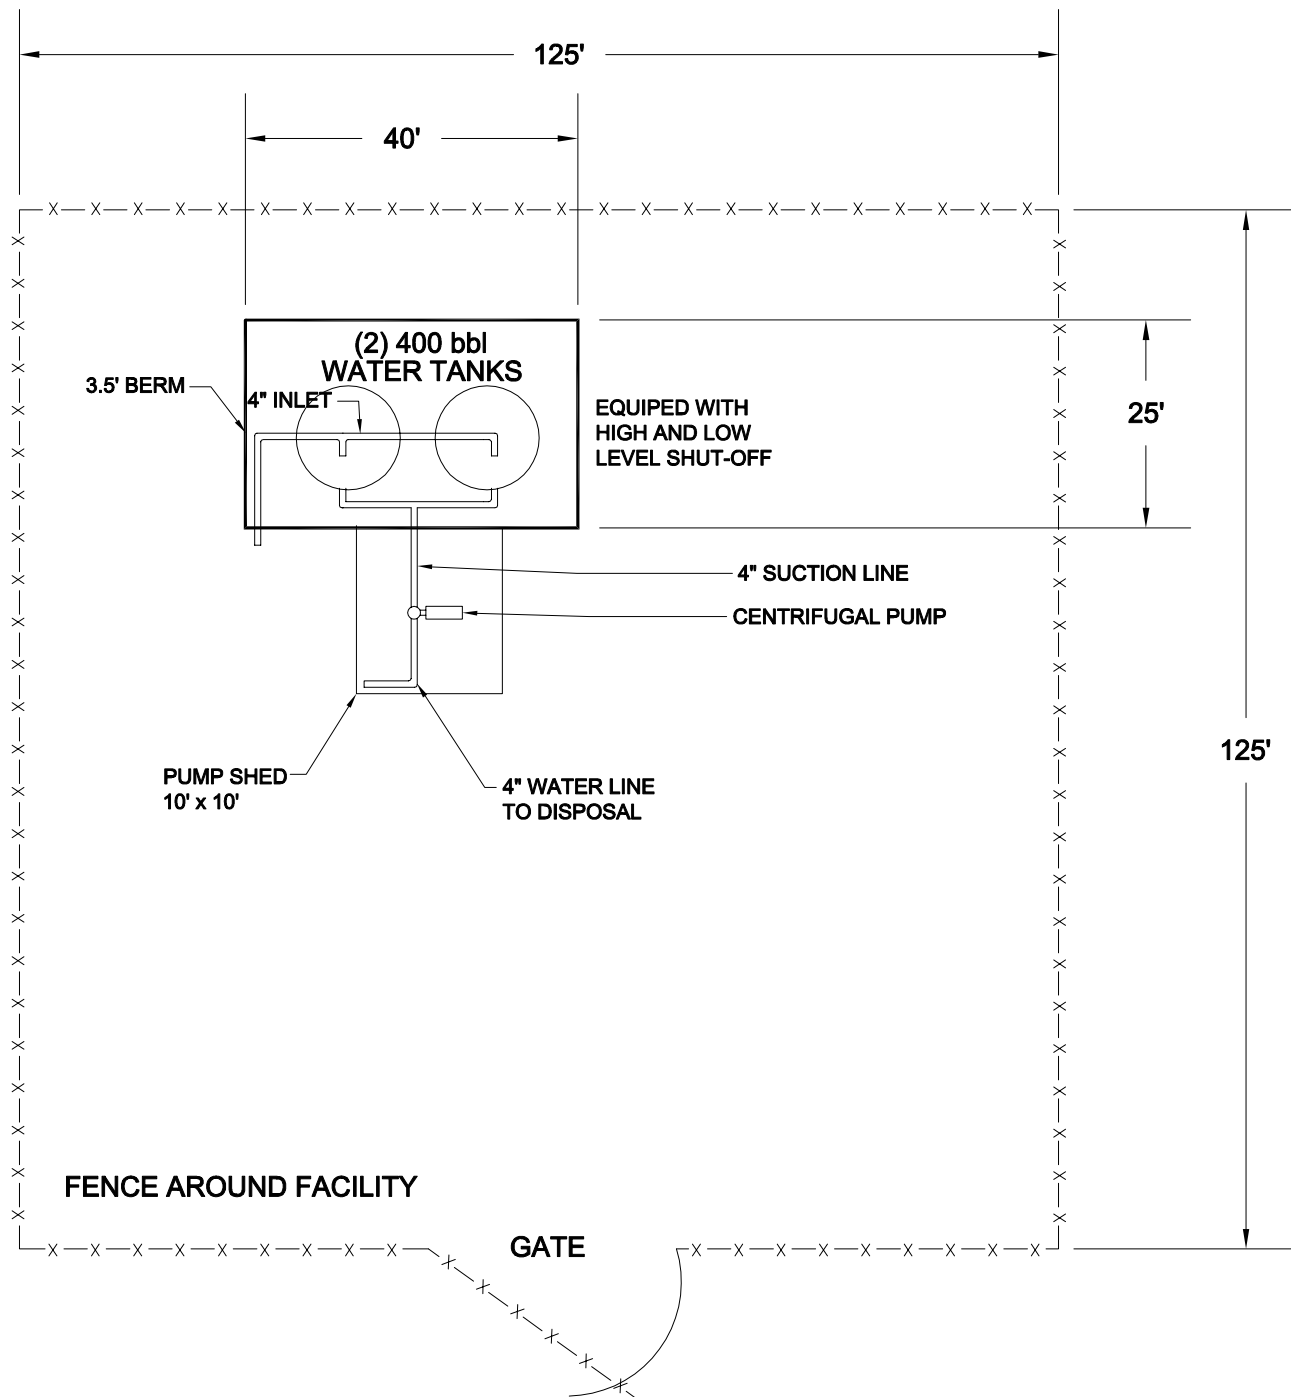 125'
40'
(2) 400 bbl
WATER TANKS
3.5' BERM
4" INLET
EQUIPED WITH
HIGH AND LOW
LEVEL SHUT-OFF
25'
4" SUCTION LINE
CENTRIFUGAL PUMP
125'
PUMP SHED
10' x 10'
4" WATER LINE
TO DISPOSAL
FENCE AROUND FACILITY
GATE